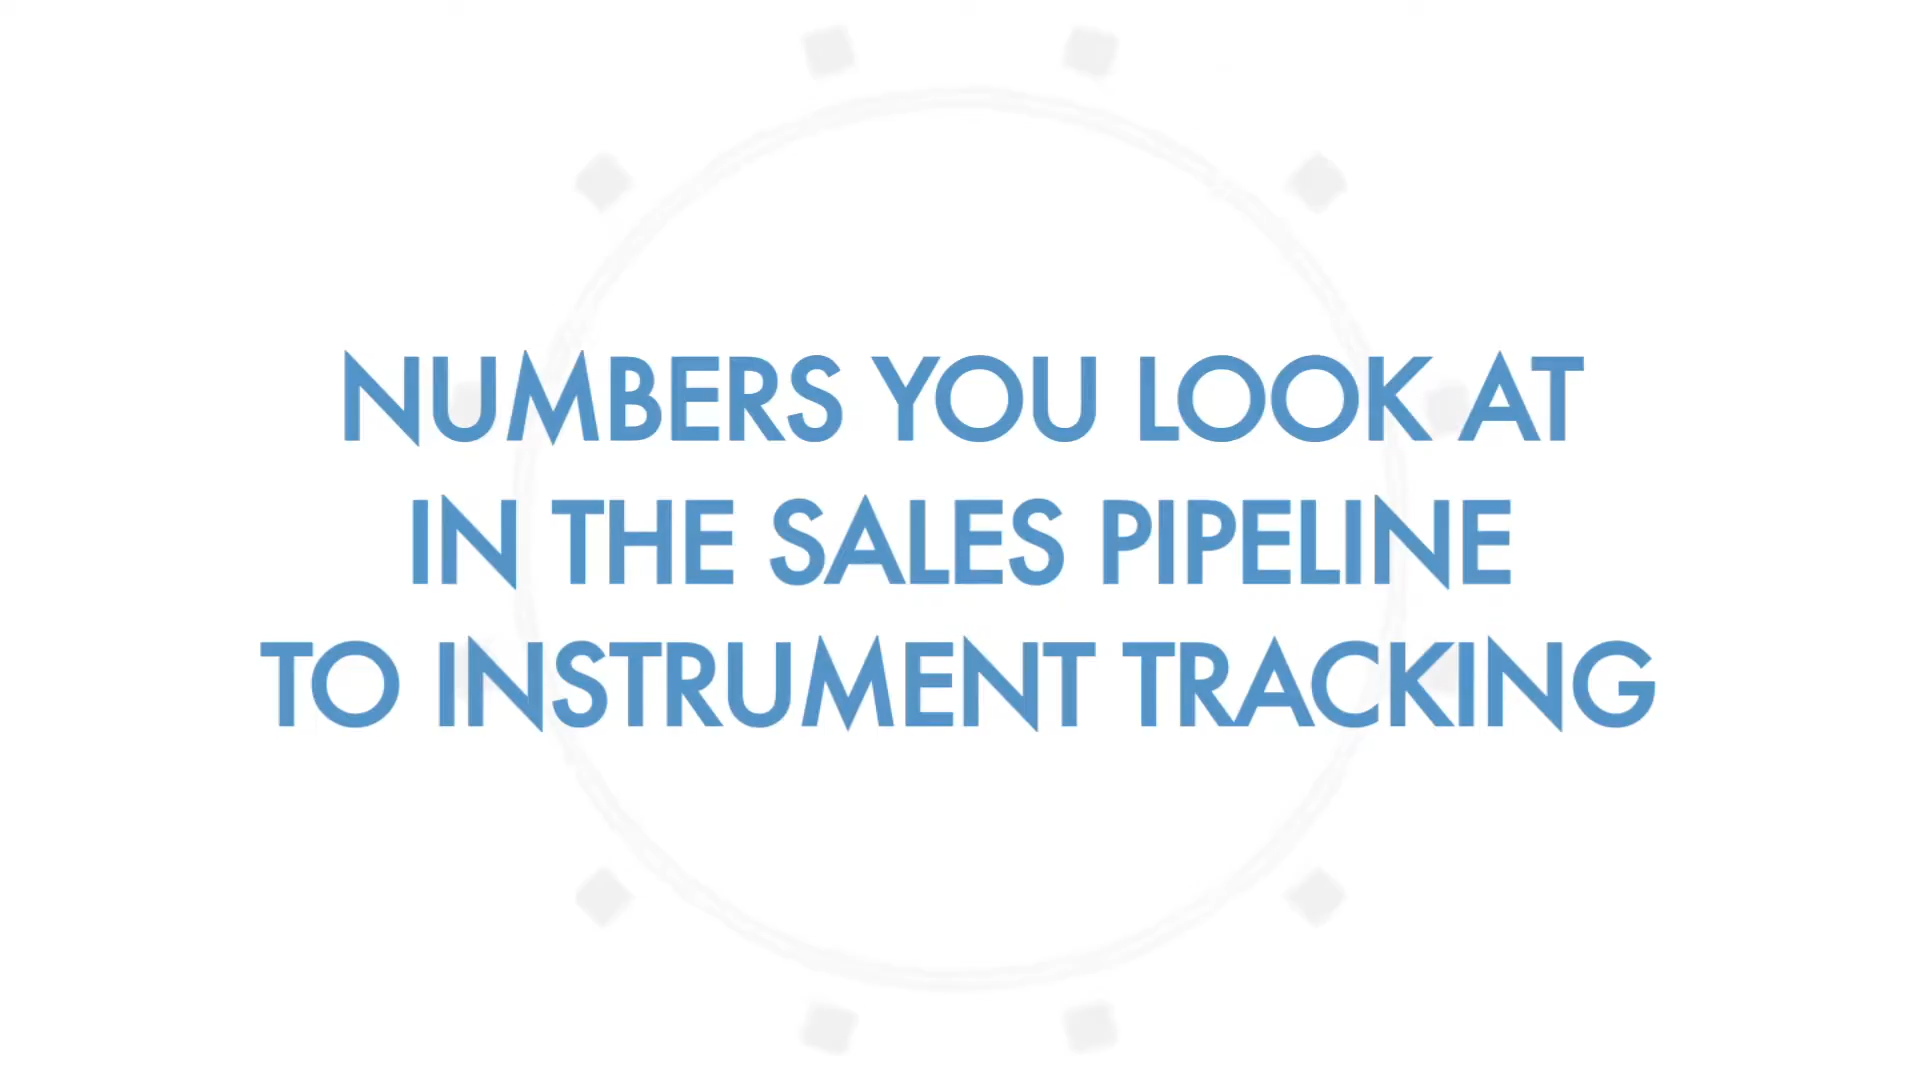 NUMBERS YOU LOOK AT
IN THE SALES PIPELINE
TO INSTRUMENT TRACKING